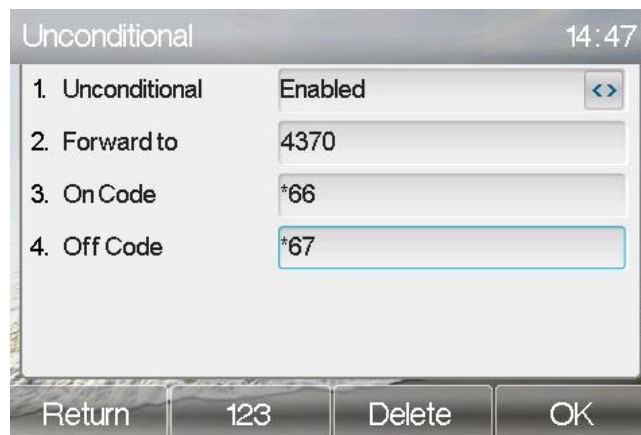 Unconditional 14:47
1. Unconditional Enabled <>
2. Forward to 4370
3. On Code *66
4. Off Code *67
Return 123 Delete OK